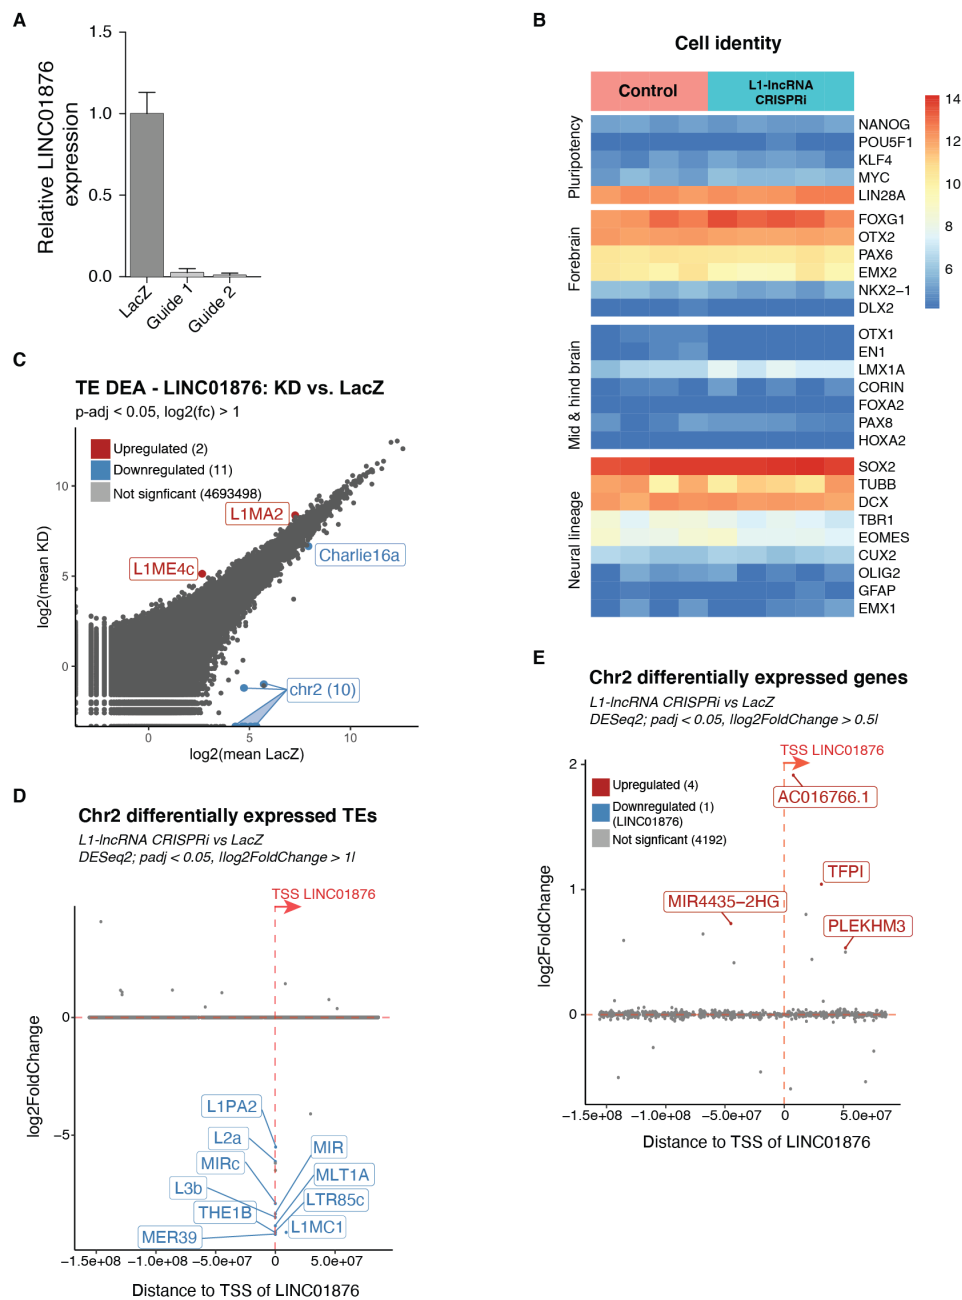 A
Relative LINC01876
expression
1.5
1.0
0.5
0.0
LacZ
Guide 1
Guide 2
B
Cell identity
Control
L1-lncRNA
CRISPRi
Pluripotency
NANOG
POU5F1
KLF4
MYC
LIN28A
Forebrain
FOXG1
OTX2
PAX6
EMX2
NKX2−1
DLX2
Mid & hind brain
OTX1
EN1
LMX1A
CORIN
FOXA2
PAX8
HOXA2
Neural lineage
SOX2
TUBB
DCX
TBR1
EOMES
CUX2
OLIG2
GFAP
EMX1
14
12
10
8
6
C
TE DEA - LINC01876: KD vs. LacZ
p-adj < 0.05, log2(fc) > 1
Upregulated (2)
Downregulated (11)
Not signficant (4693498)
L1MA2
L1ME4c
Charlie16a
chr2 (10)
log2(mean KD)
10
5
0
0
5
10
log2(mean LacZ)
D
Chr2 differentially expressed TEs
L1-lncRNA CRISPRi vs LacZ
DESeq2; padj < 0.05, |log2FoldChange > 1|
TSS LINC01876
log2FoldChange
0
−5
L1PA2
L2a
MIRc
L3b
THE1B
MER39
MIR
MLT1A
LTR85c
L1MC1
−1.5e+08
−1.0e+08
−5.0e+07
0
5.0e+07
Distance to TSS of LINC01876
E
Chr2 differentially expressed genes
L1-lncRNA CRISPRi vs LacZ
DESeq2; padj < 0.05, |log2FoldChange > 0.5|
TSS LINC01876
Upregulated (4)
Downregulated (1)
(LINC01876)
Not signficant (4192)
AC016766.1
TFPI
MIR4435−2HG
PLEKHM3
log2FoldChange
2
1
0
−1.5e+08
−1.0e+08
−5.0e+07
0
5.0e+07
Distance to TSS of LINC01876